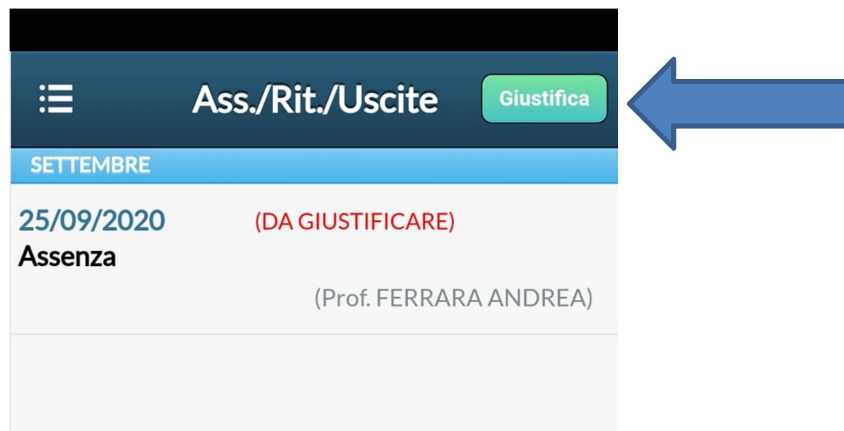 Ass./Rit./Uscite Giustifica
SETTEMBRE
25/09/2020 (DA GIUSTIFICARE)
Assenza
(Prof. FERRARA ANDREA)